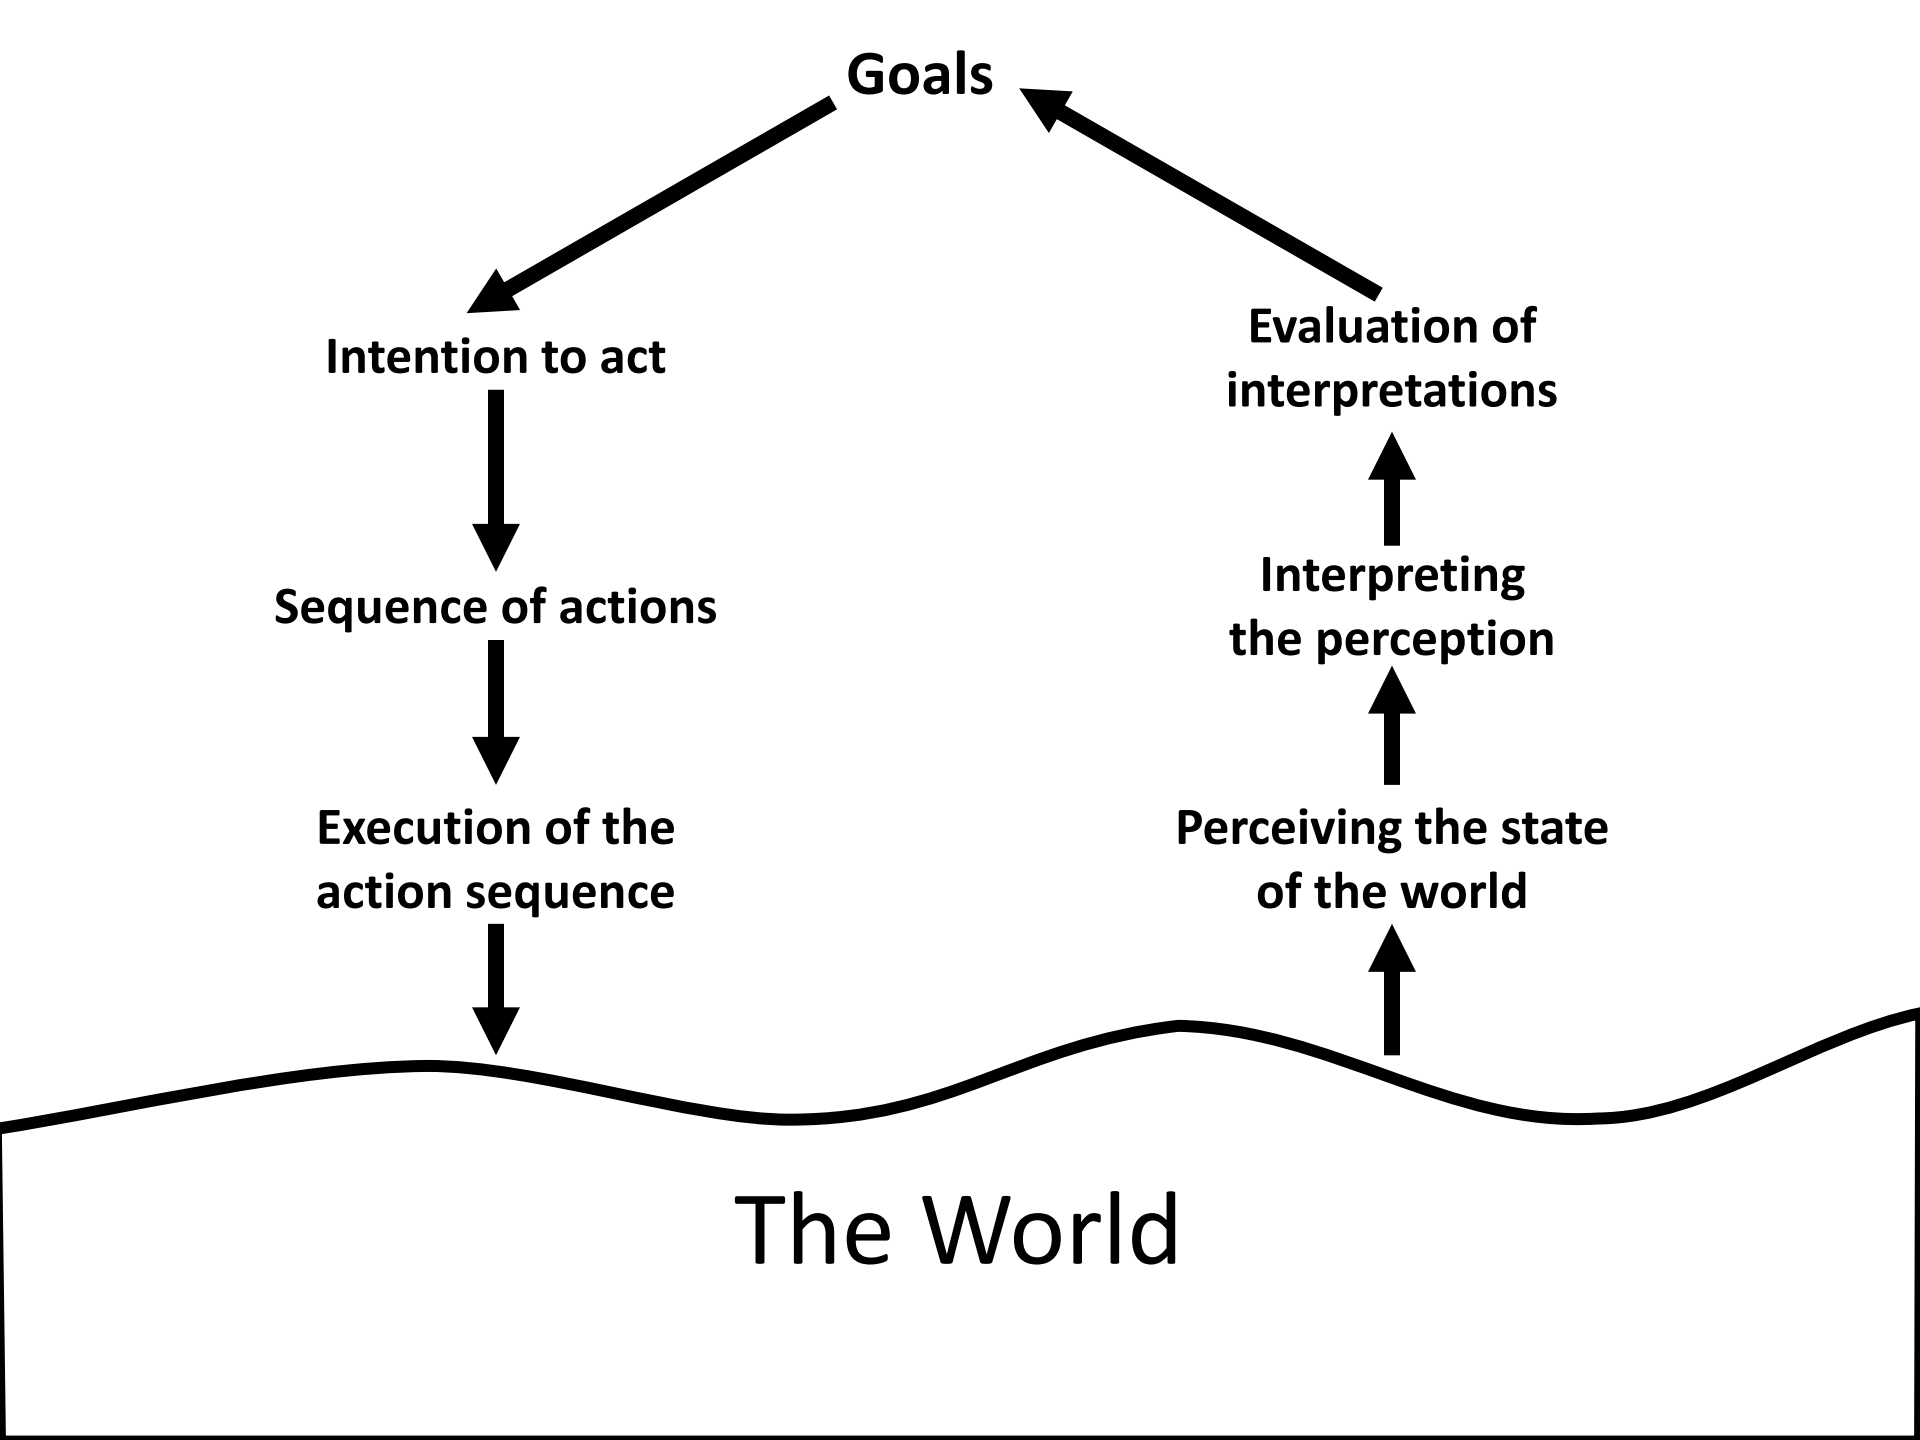 Goals
Intention to act
Sequence of actions
Execution of the
action sequence
Evaluation of
interpretations
Interpreting
the perception
Perceiving the state
of the world
The World